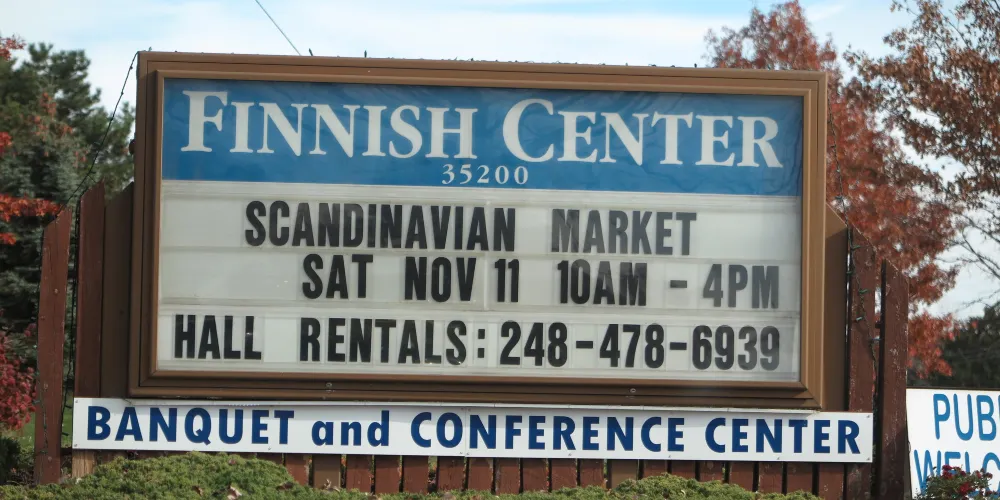 FINNISH CENTER
35200
SCANDINAVIAN MARKET
SAT NOV 11 10AM - 4PM
HALL RENTALS: 248-478-6939
BANQUET and CONFERENCE CENTER